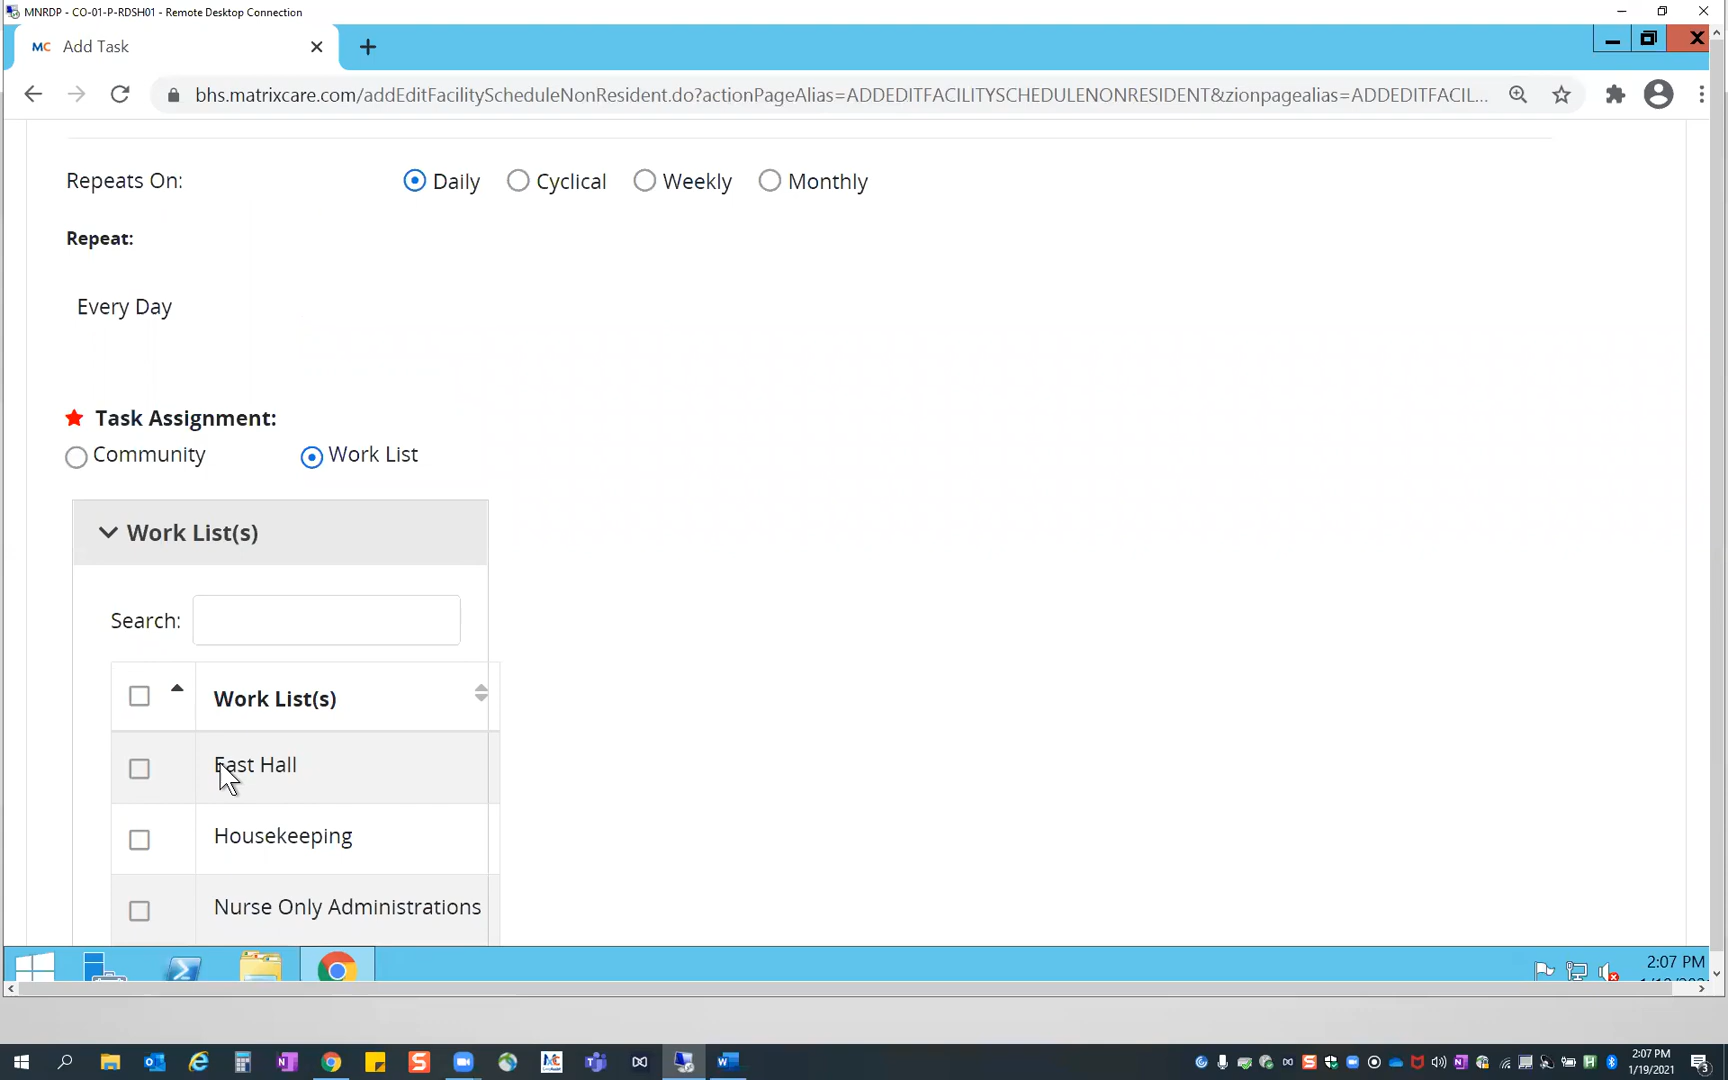 MNRDP - CO-01-P-RDSH01 - Remote Desktop Connection
MC Add Task
bhs.matrixcare.com/addEditFacilityScheduleNonResident.do?actionPageAlias=ADDEDITFACILITYSCHEDULENONRESIDENT&zionpagealias=ADDEDITFACIL...
Repeats On: Daily Cyclical Weekly Monthly
Repeat:
Every Day
Task Assignment:
Community Work List
Work List(s)
Search:
Work List(s)
East Hall
Housekeeping
Nurse Only Administrations
2:07 PM
2:07 PM
1/19/2021